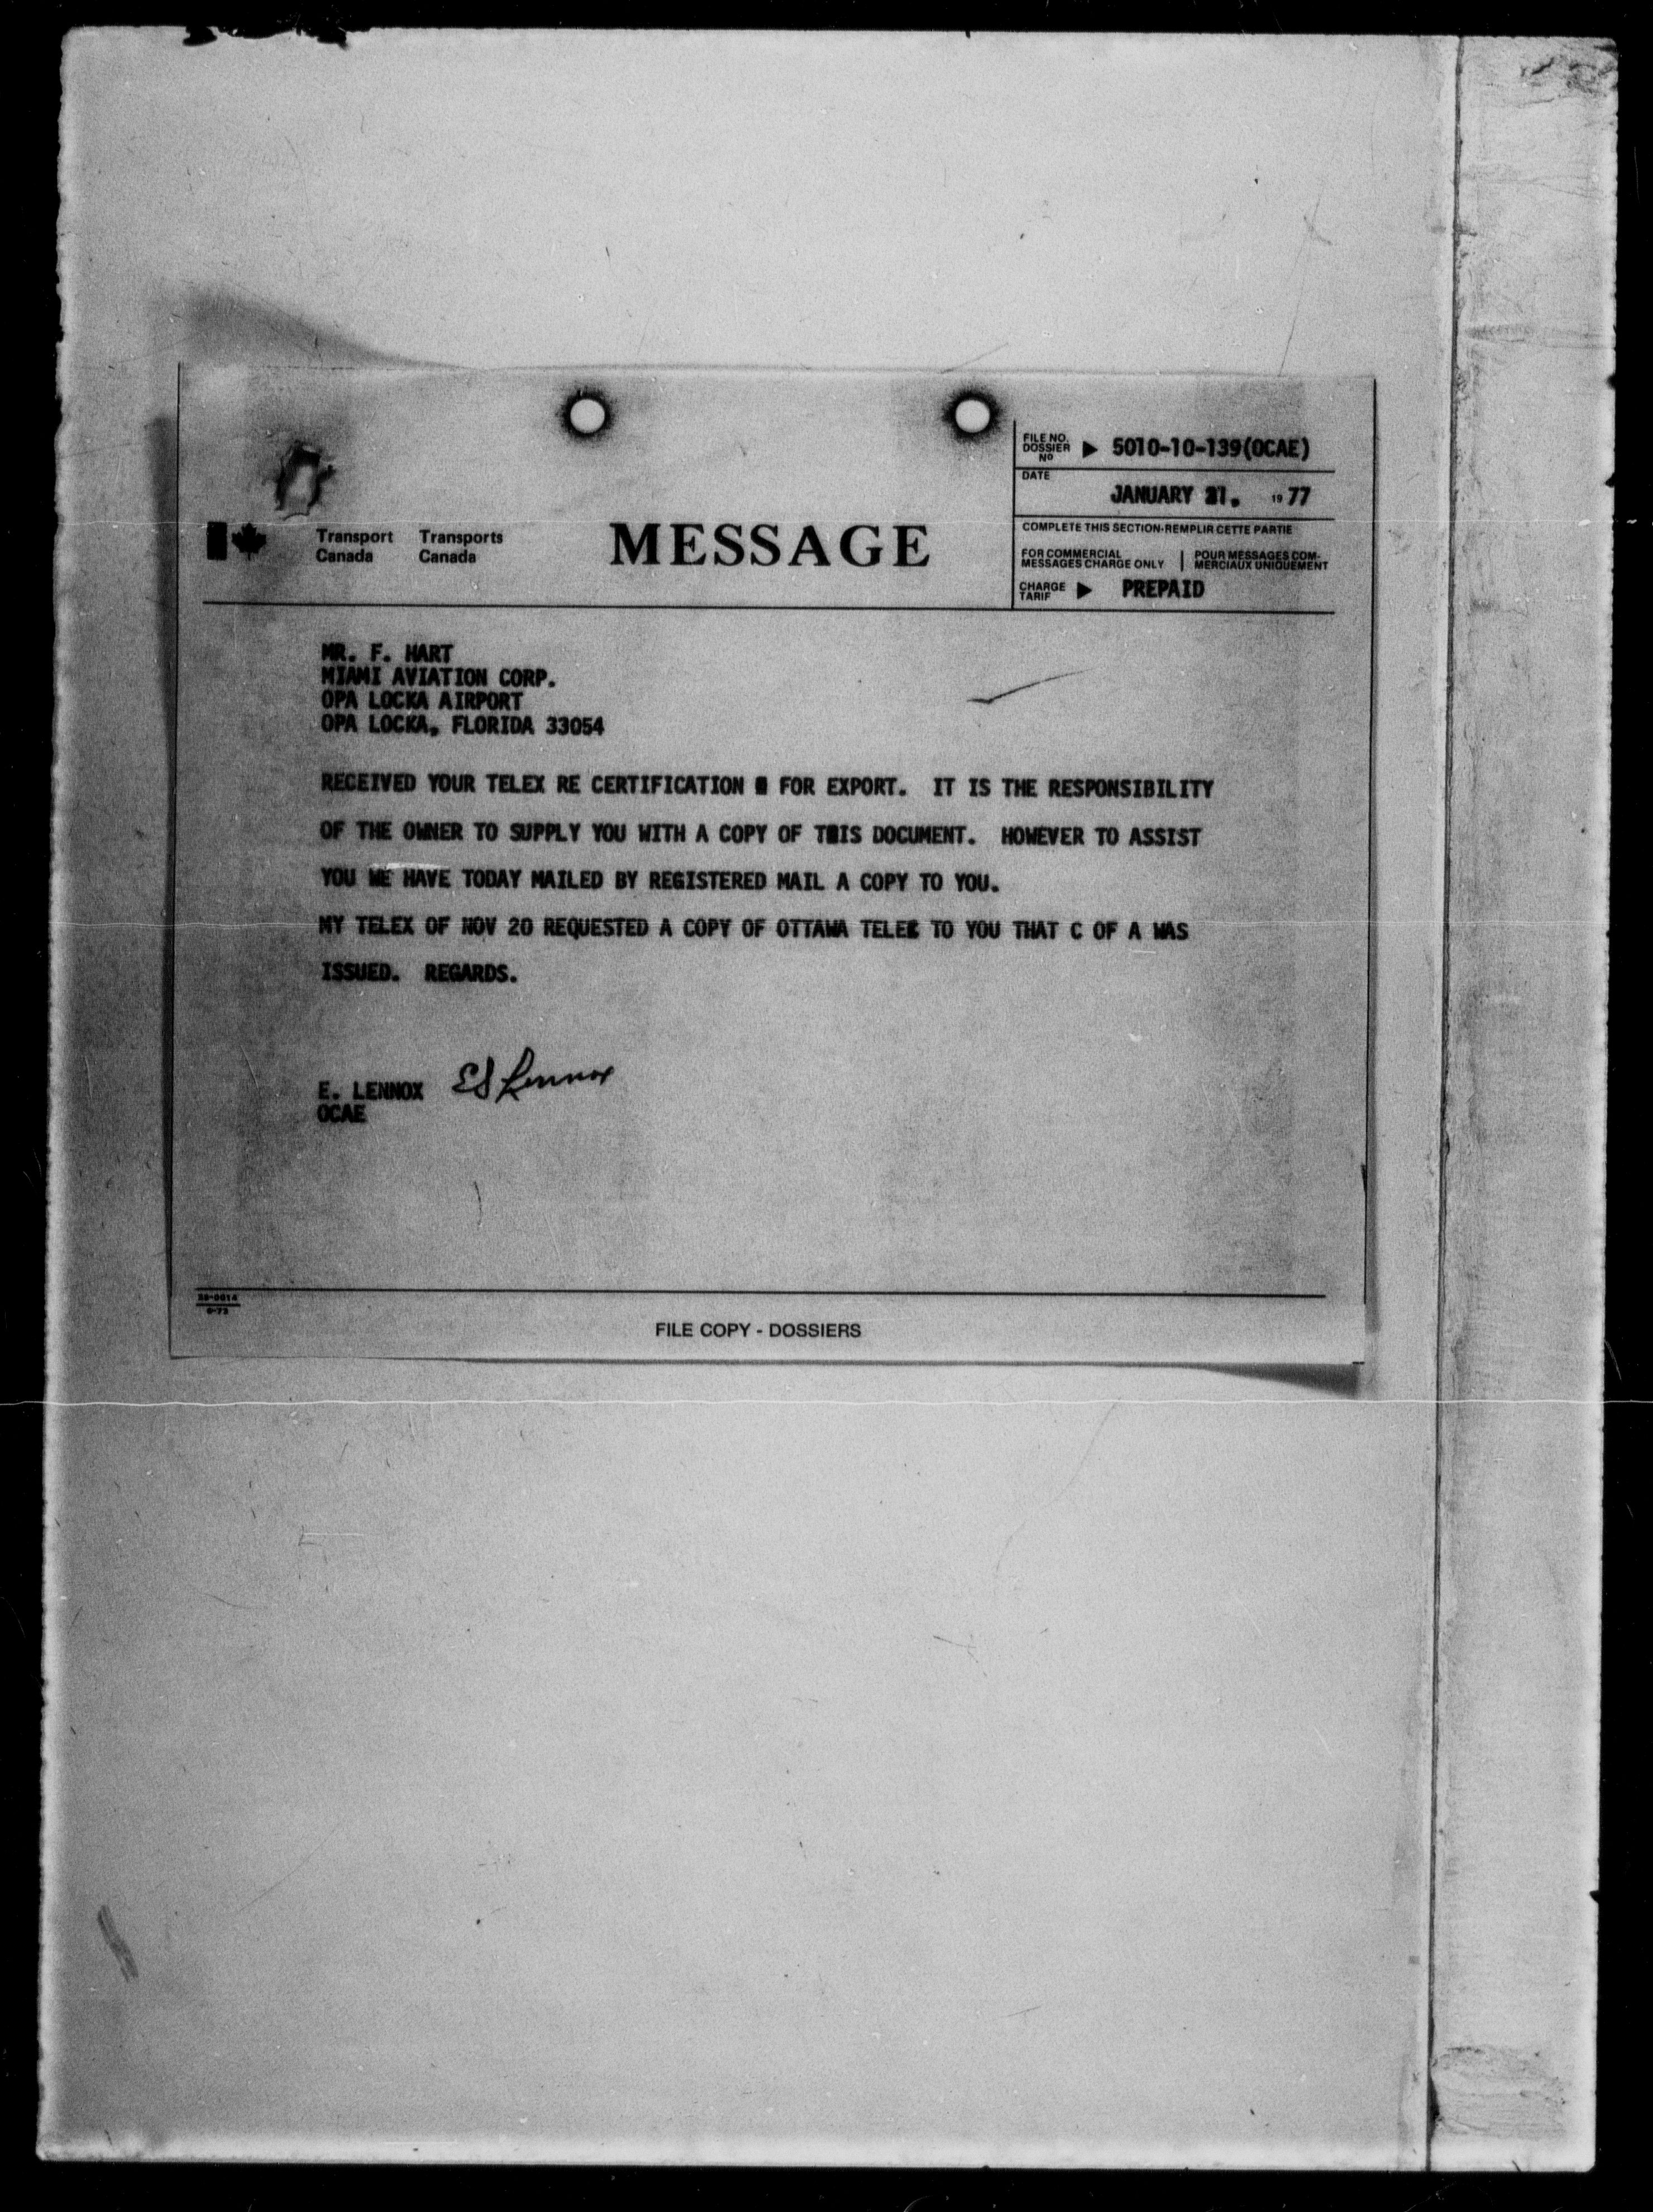 FILE NO.
DOSSIER
Nº
5010-10-139(OCAE)
DATE
JANUARY 21, 19 77
Transport Canada
Transports Canada
MESSAGE
COMPLETE THIS SECTION-REMPLIR CETTE PARTIE
FOR COMMERCIAL
MESSAGES CHARGE ONLY
POUR MESSAGES COM-
MERCIAUX UNIQUEMENT
CHARGE
TARIF
PREPAID
MR. F. HART
MIAMI AVIATION CORP.
OPA LOCKA AIRPORT
OPA LOCKA, FLORIDA 33054
RECEIVED YOUR TELEX RE CERTIFICATION FOR EXPORT. IT IS THE RESPONSIBILITY
OF THE OWNER TO SUPPLY YOU WITH A COPY OF THIS DOCUMENT. HOWEVER TO ASSIST
YOU WE HAVE TODAY MAILED BY REGISTERED MAIL A COPY TO YOU.
MY TELEX OF NOV 20 REQUESTED A COPY OF OTTAWA TELEX TO YOU THAT C OF A WAS
ISSUED. REGARDS.
E. LENNOX ES Lennox
OCAE
FILE COPY - DOSSIERS